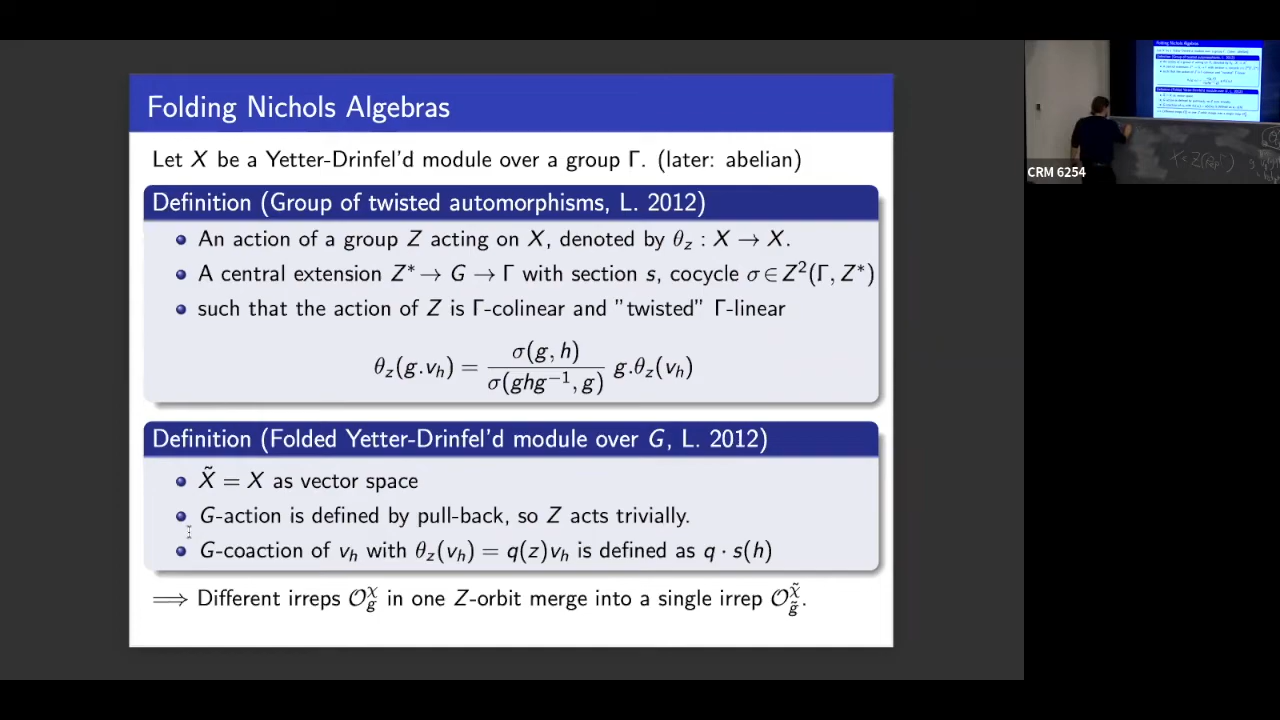 Folding Nichols Algebras
Let X be a Yetter-Drinfel'd module over a group Γ. (later: abelian)
Definition (Group of twisted automorphisms, L. 2012)
An action of a group Z acting on X, denoted by θ_z : X → X.
A central extension Z* → G → Γ with section s, cocycle σ ∈ Z²(Γ, Z*)
such that the action of Z is Γ-colinear and "twisted" Γ-linear
θ_z(g.v_h) = σ(g, h) / σ(ghg⁻¹, g) g.θ_z(v_h)
Definition (Folded Yetter-Drinfel'd module over G, L. 2012)
X̃ = X as vector space
G-action is defined by pull-back, so Z acts trivially.
G-coaction of v_h with θ_z(v_h) = q(z)v_h is defined as q · s(h)
⟹ Different irreps O_g^χ in one Z-orbit merge into a single irrep O_g̃^χ̃.
Folding Nichols Algebras
CRM 6254